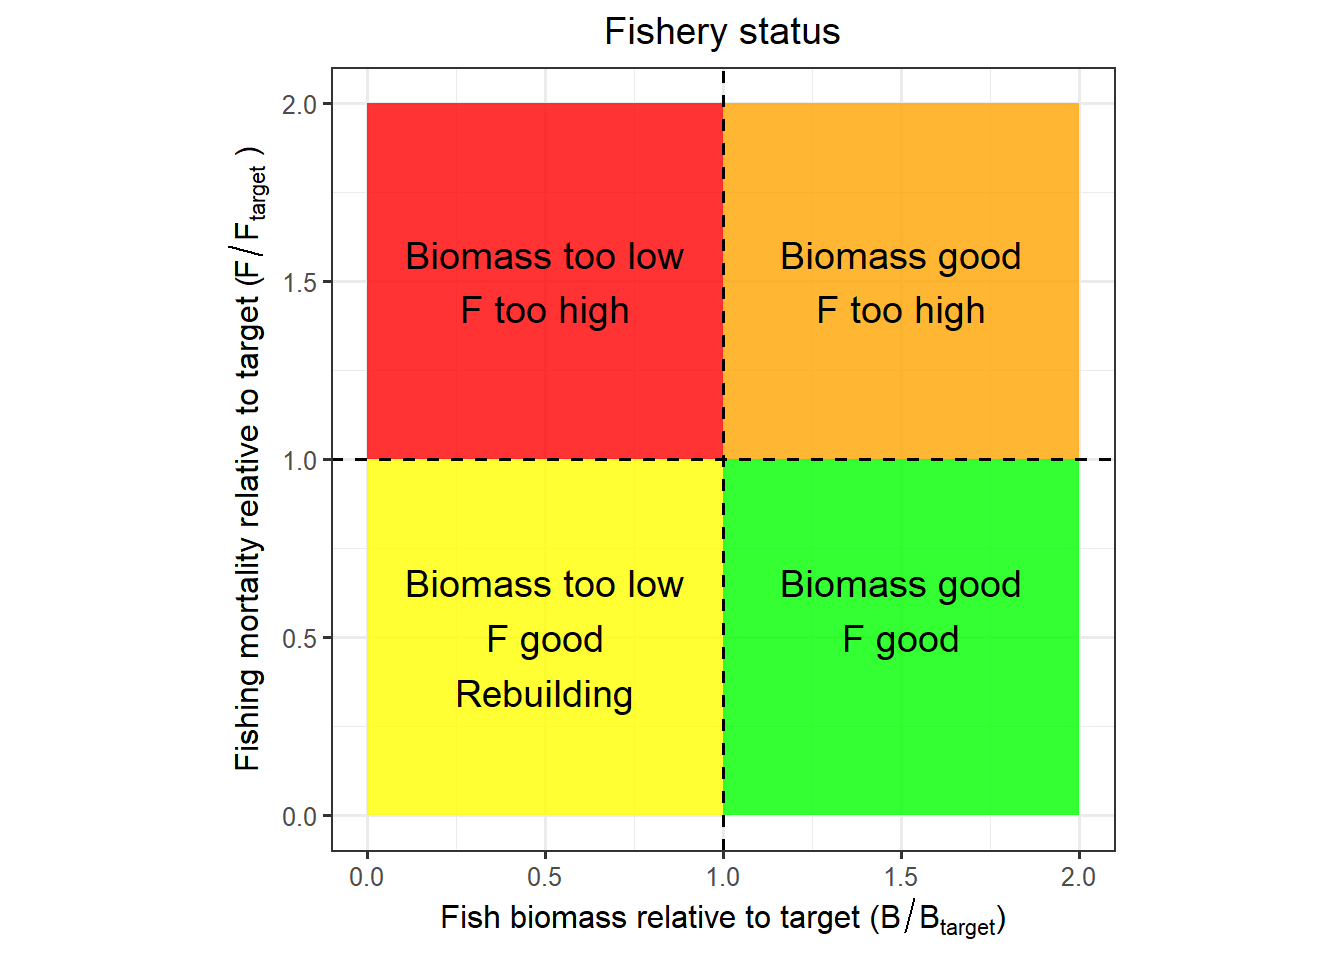 Fishery status
Fishing mortality relative to target (F/F_target)
2.0
1.5
1.0
0.5
0.0
Biomass too low
F too high
Biomass good
F too high
Biomass too low
F good
Rebuilding
Biomass good
F good
0.0
0.5
1.0
1.5
2.0
Fish biomass relative to target (B/B_target)